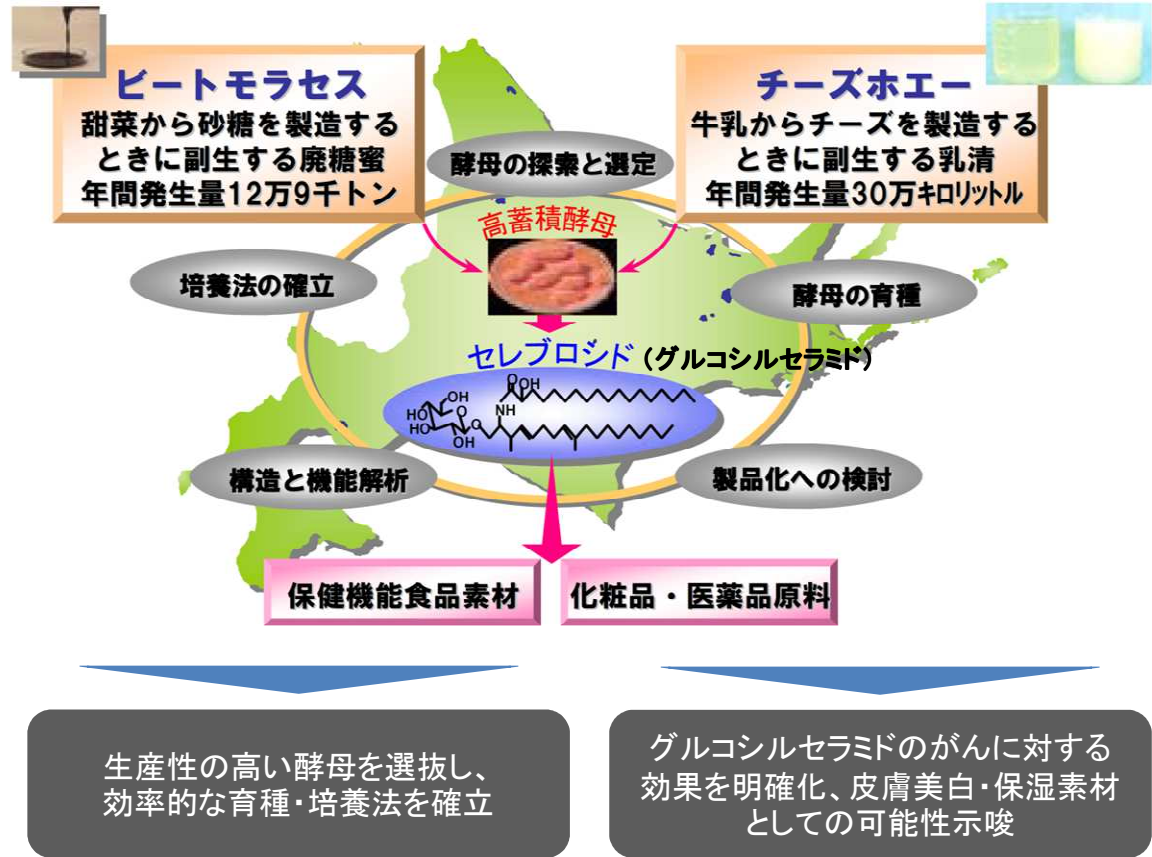 ビートモラセス
甜菜から砂糖を製造する
ときに副生する廃糖蜜
年間発生量12万9千トン
チーズホエー
牛乳からチーズを製造する
ときに副生する乳清
年間発生量30万キロリットル
酵母の探索と選定
高蓄積酵母
培養法の確立
酵母の育種
セレブロシド(グルコシルセラミド)
O
OH
OH
HO
O
NH
HO
O
OH
構造と機能解析
製品化への検討
保健機能食品素材
化粧品・医薬品原料
生産性の高い酵母を選抜し、
効率的な育種・培養法を確立
グルコシルセラミドのがんに対する
効果を明確化、皮膚美白・保湿素材
としての可能性示唆